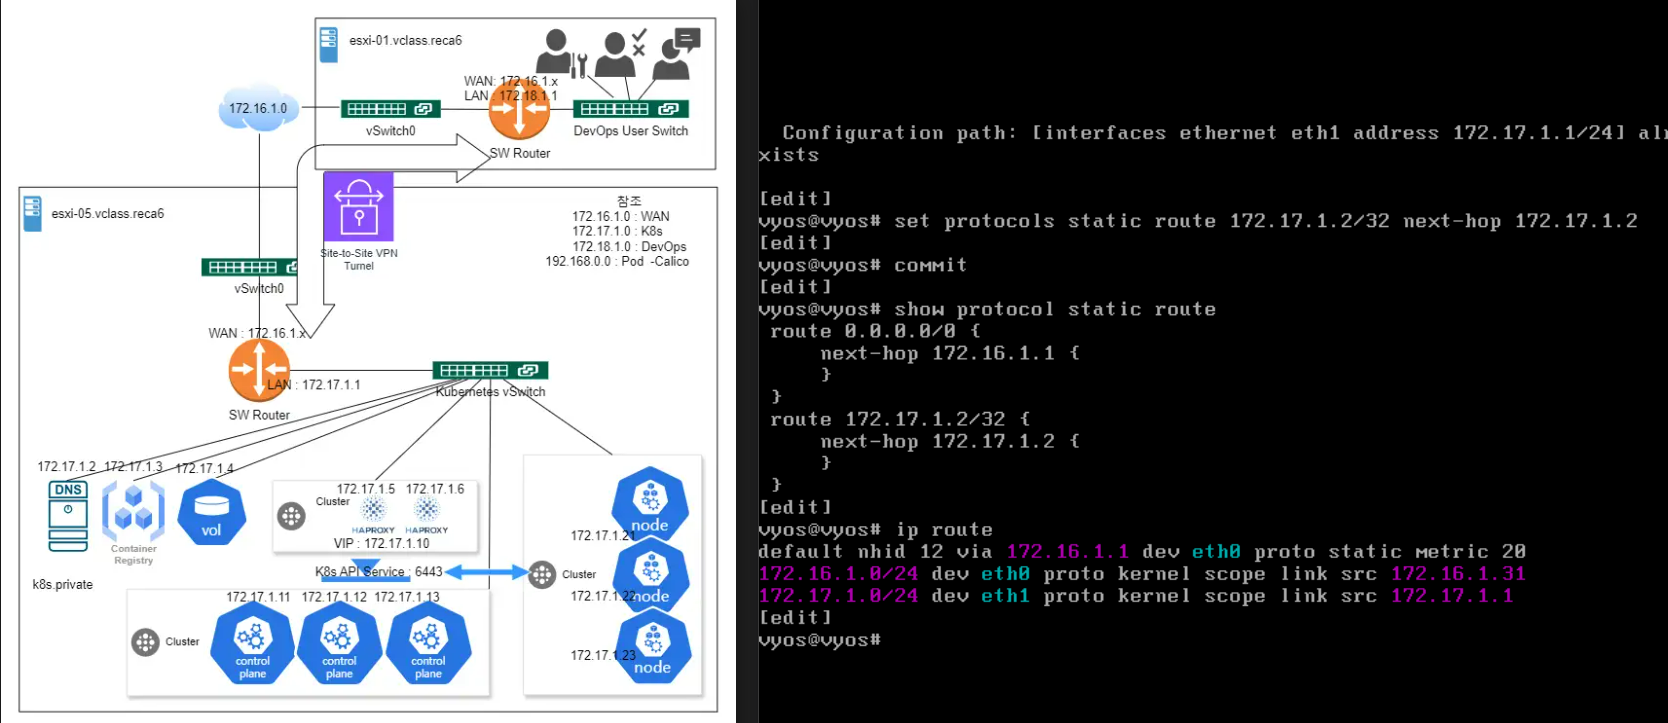 esxi-01.vclass.reca6
WAN: 172.16.1.x
LAN : 172.18.1.1
172.16.1.0
vSwitch0
DevOps User Switch
SW Router
esxi-05.vclass.reca6
참조
172.16.1.0 : WAN
172.17.1.0 : K8s
172.18.1.0 : DevOps
192.168.0.0 : Pod -Calico
Site-to-Site VPN
Turnel
vSwitch0
WAN : 172.16.1.x
LAN : 172.17.1.1
Kubernetes vSwitch
SW Router
172.17.1.2
172.17.1.3
172.17.1.4
DNS
vol
Container
Registry
k8s.private
172.17.1.5
172.17.1.6
Cluster
HAPROXY
HAPROXY
VIP : 172.17.1.10
K8s API Service : 6443
172.17.1.11
172.17.1.12
172.17.1.13
Cluster
control
plane
control
plane
control
plane
Cluster
node
172.17.1.21
node
172.17.1.22
node
172.17.1.23
Configuration path: [interfaces ethernet eth1 address 172.17.1.1/24] alr
xists
[edit]
vyos@vyos# set protocols static route 172.17.1.2/32 next-hop 172.17.1.2
[edit]
vyos@vyos# commit
[edit]
vyos@vyos# show protocol static route
route 0.0.0.0/0 {
next-hop 172.16.1.1 {
}
}
route 172.17.1.2/32 {
next-hop 172.17.1.2 {
}
}
[edit]
vyos@vyos# ip route
default nhid 12 via 172.16.1.1 dev eth0 proto static metric 20
172.16.1.0/24 dev eth0 proto kernel scope link src 172.16.1.31
172.17.1.0/24 dev eth1 proto kernel scope link src 172.17.1.1
[edit]
vyos@vyos#